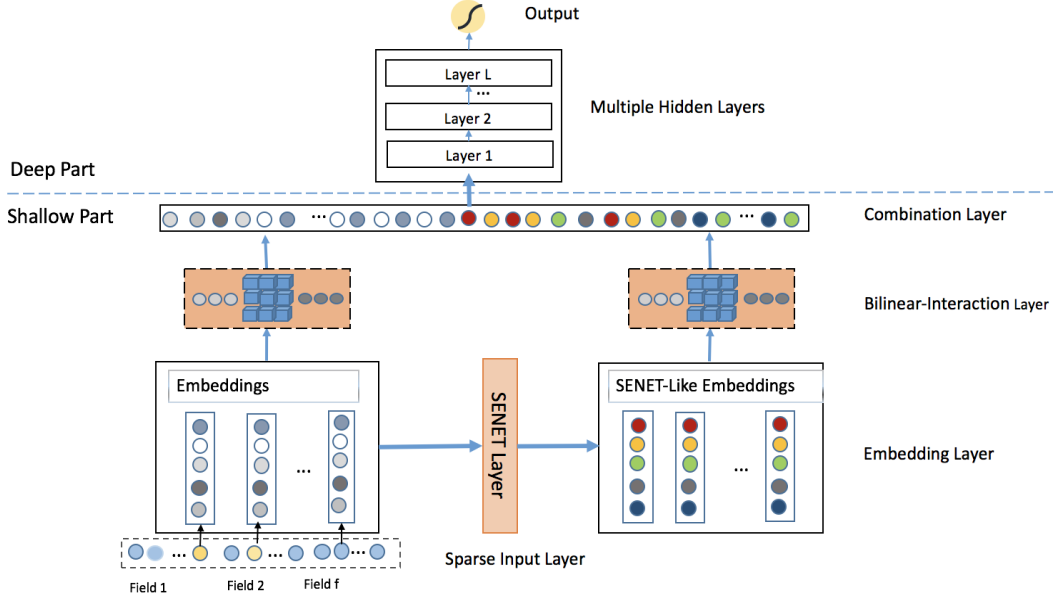 Output
Layer L
...
Layer 2
Multiple Hidden Layers
Layer 1
Deep Part
Shallow Part
...
...
Combination Layer
Bilinear-Interaction Layer
Embeddings
SENET Layer
SENET-Like Embeddings
...
...
Embedding Layer
... ... ...
Sparse Input Layer
Field 1
Field 2
Field f